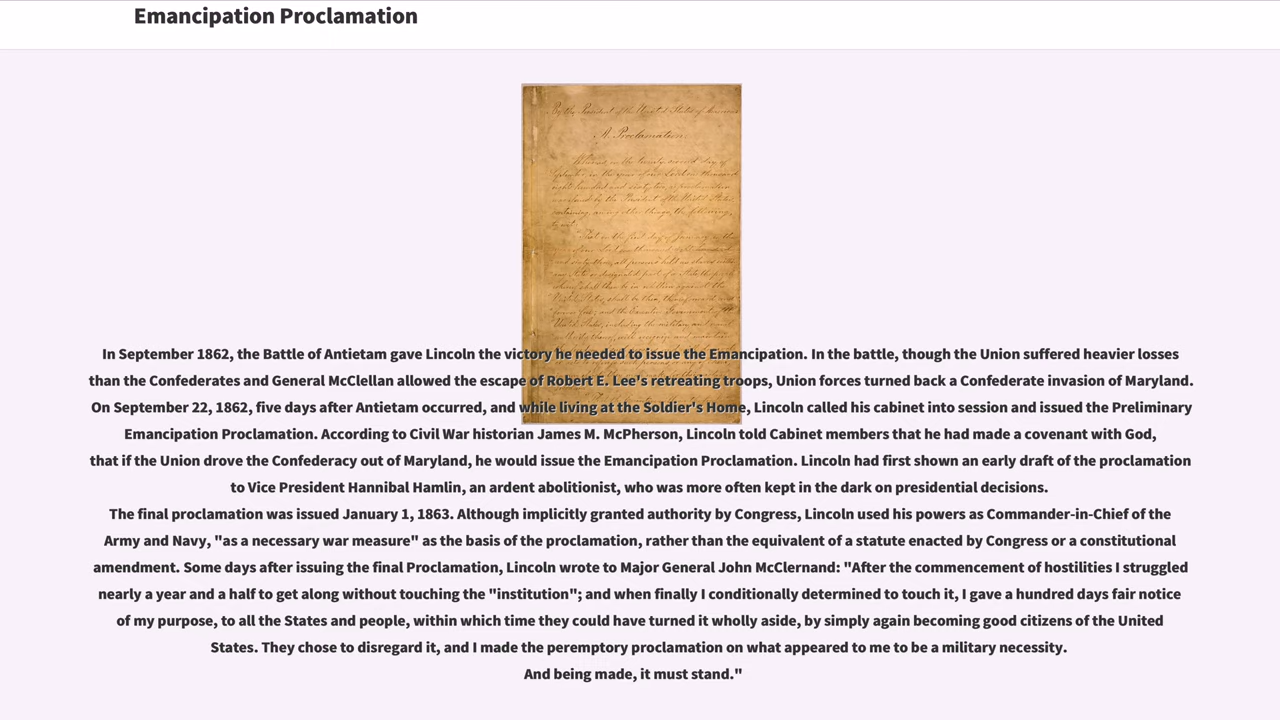 Emancipation Proclamation
By the President of the United States of America
A Proclamation.
In September 1862, the Battle of Antietam gave Lincoln the victory he needed to issue the Emancipation. In the battle, though the Union suffered heavier losses
than the Confederates and General McClellan allowed the escape of Robert E. Lee's retreating troops, Union forces turned back a Confederate invasion of Maryland.
On September 22, 1862, five days after Antietam occurred, and while living at the Soldier's Home, Lincoln called his cabinet into session and issued the Preliminary
Emancipation Proclamation. According to Civil War historian James M. McPherson, Lincoln told Cabinet members that he had made a covenant with God,
that if the Union drove the Confederacy out of Maryland, he would issue the Emancipation Proclamation. Lincoln had first shown an early draft of the proclamation
to Vice President Hannibal Hamlin, an ardent abolitionist, who was more often kept in the dark on presidential decisions.
The final proclamation was issued January 1, 1863. Although implicitly granted authority by Congress, Lincoln used his powers as Commander-in-Chief of the
Army and Navy, "as a necessary war measure" as the basis of the proclamation, rather than the equivalent of a statute enacted by Congress or a constitutional
amendment. Some days after issuing the final Proclamation, Lincoln wrote to Major General John McClernand: "After the commencement of hostilities I struggled
nearly a year and a half to get along without touching the "institution"; and when finally I conditionally determined to touch it, I gave a hundred days fair notice
of my purpose, to all the States and people, within which time they could have turned it wholly aside, by simply again becoming good citizens of the United
States. They chose to disregard it, and I made the peremptory proclamation on what appeared to me to be a military necessity.
And being made, it must stand."